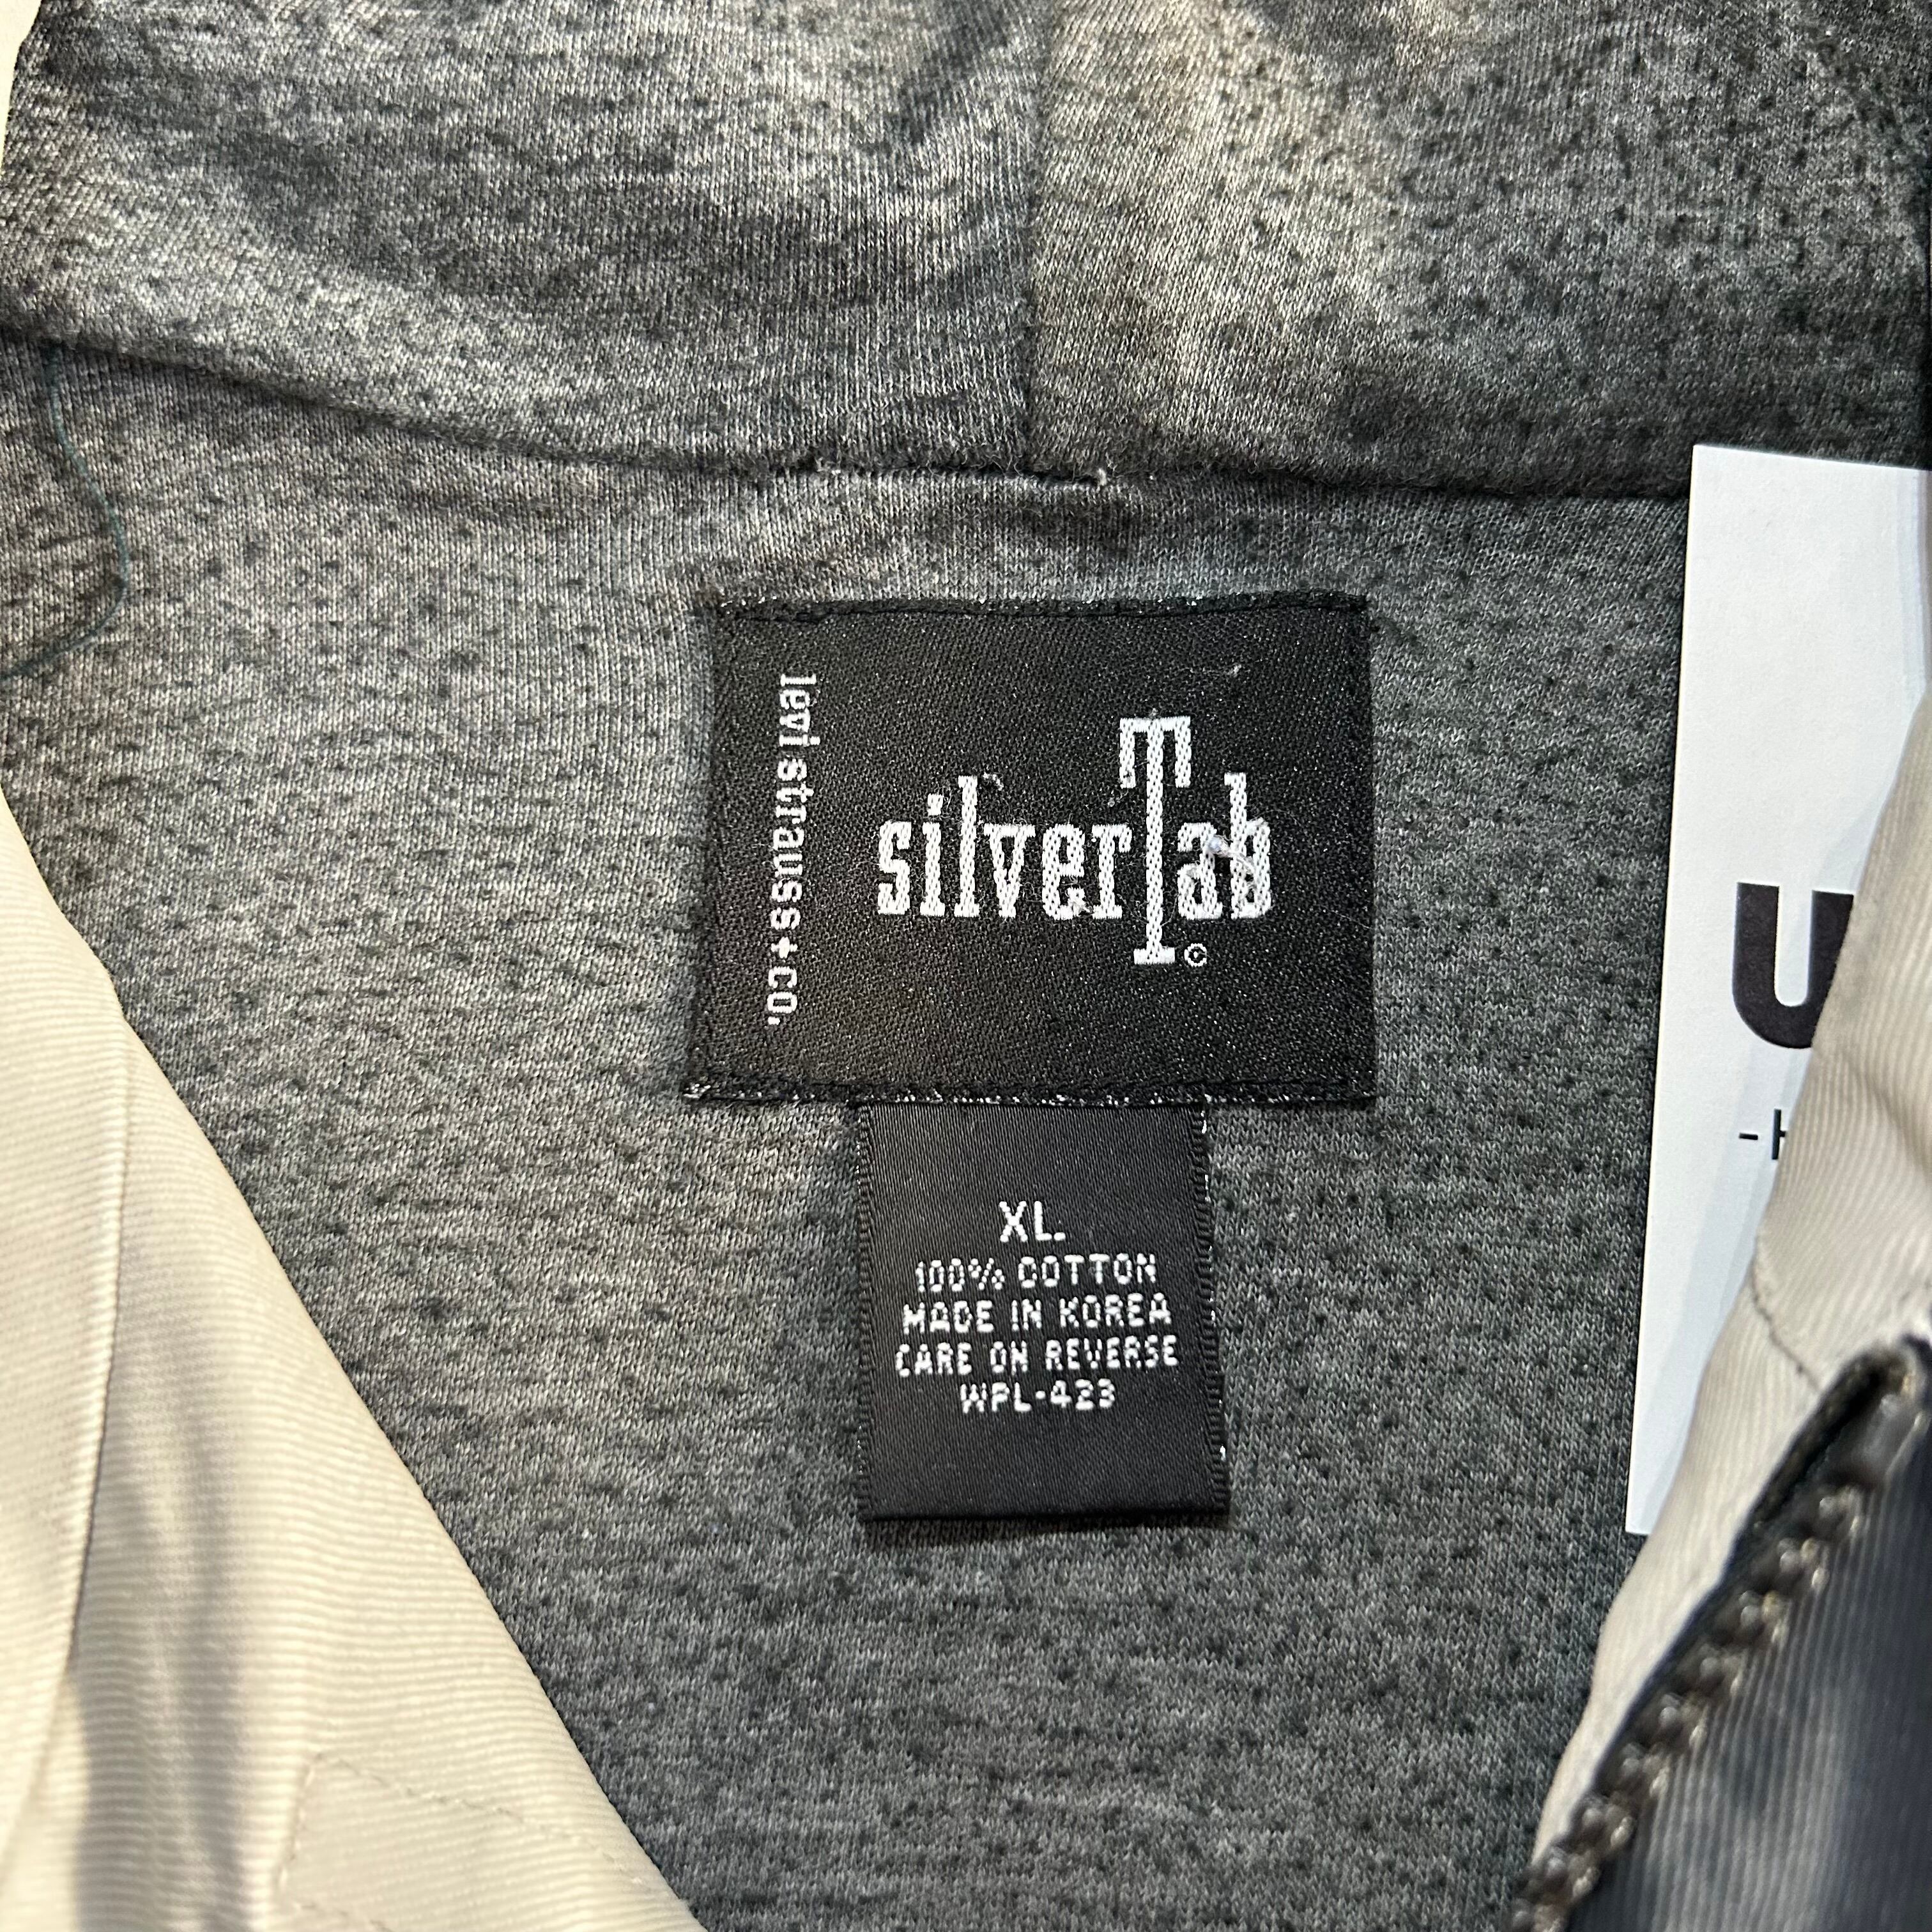 levi strauss + co.
silverTab
©
XL
100% COTTON
MADE IN KOREA
CARE ON REVERSE
WPL-423